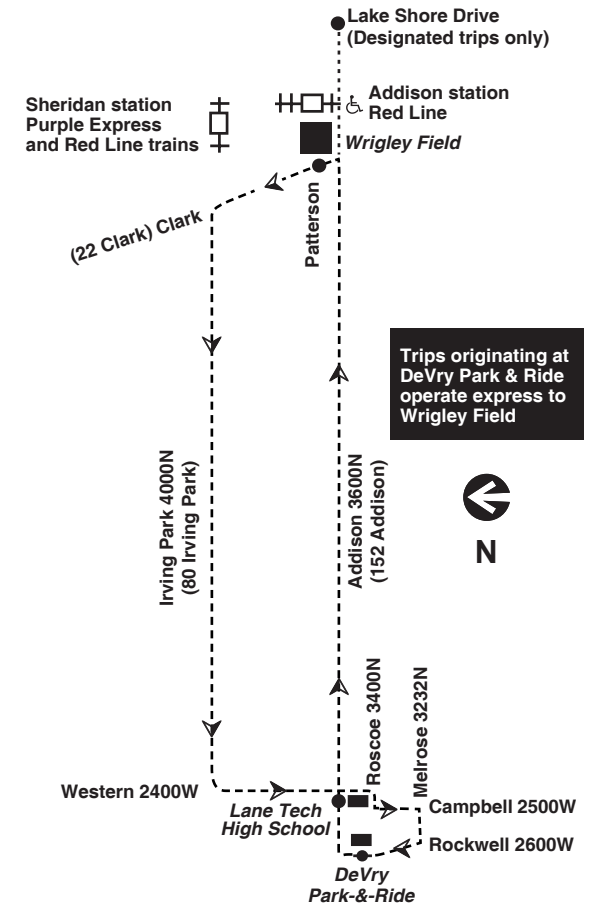 Lake Shore Drive
(Designated trips only)
Sheridan station
Purple Express
and Red Line trains
Addison station
Red Line
Wrigley Field
(22 Clark) Clark
Patterson
Trips originating at
DeVry Park & Ride
operate express to
Wrigley Field
Irving Park 4000N
(80 Irving Park)
Addison 3600N
(152 Addison)
N
Roscoe 3400N
Melrose 3232N
Western 2400W
Lane Tech
High School
Campbell 2500W
Rockwell 2600W
DeVry
Park-&-Ride